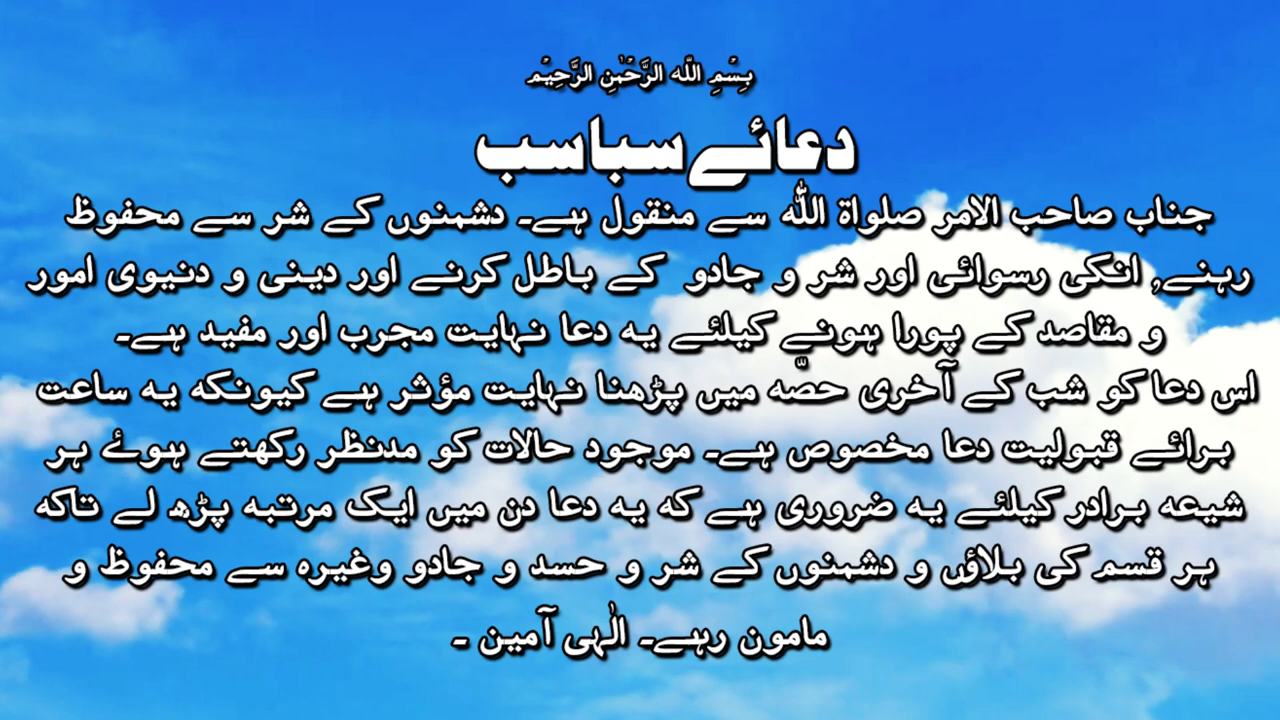 بِسْمِ اللّٰه الرَّحْمٰنِ الرَّحِيْمْ
دعائے سباسب
جناب صاحب الامر صلواة اللّٰه سے منقول ہے۔ دشمنوں کے شر سے محفوظ
رہنے, انکی رسوائی اور شر و جادو کے باطل کرنے اور دینی و دنیوی امور
و مقاصد کے پورا ہونے کیلئے یہ دعا نہایت مجرب اور مفید ہے۔
اس دعا کو شب کے آخری حصّہ میں پڑھنا نہایت مؤثر ہے کیونکہ یہ ساعت
برائے قبولیت دعا مخصوص ہے۔ موجود حالات کو مدنظر رکھتے ہوئے ہر
شیعہ برادر کیلئے یہ ضروری ہے کہ یہ دعا دن میں ایک مرتبہ پڑھ لے تاکہ
ہر قسم کی بلاؤں و دشمنوں کے شر و حسد و جادو وغیرہ سے محفوظ و
مامون رہے۔ الٰہی آمین ۔